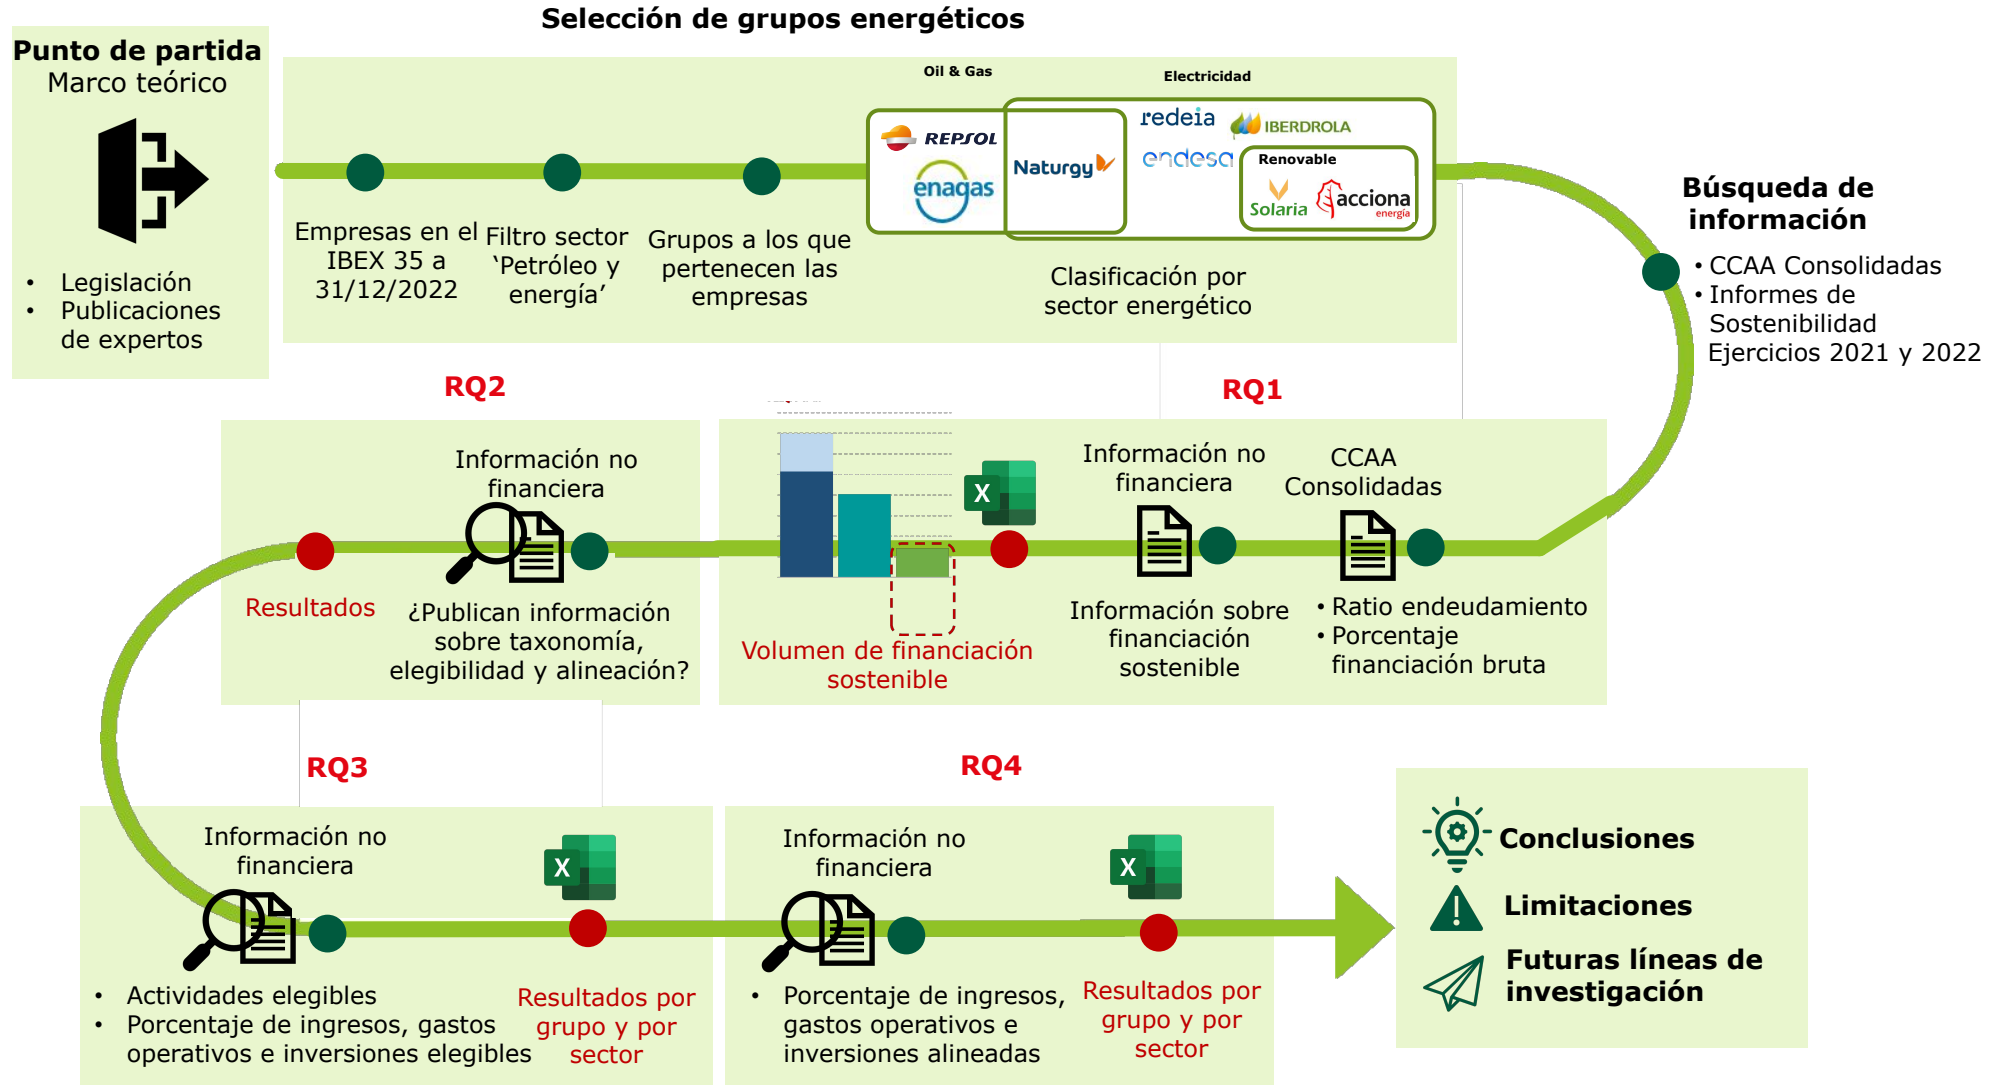 Selección de grupos energéticos
Punto de partida
Marco teórico
• Legislación
• Publicaciones
de expertos
Empresas en el
IBEX 35 a
31/12/2022
Filtro sector
‘Petróleo y
energía’
Grupos a los que
pertenecen las
empresas
Oil & Gas
Electricidad
REPSOL
enagas
Naturgy
redeia
IBERDROLA
endesa
Renovable
Solaria
acciona
energía
Clasificación por
sector energético
Búsqueda de
información
• CCAA Consolidadas
• Informes de
Sostenibilidad
Ejercicios 2021 y 2022
RQ1
CCAA
Consolidadas
• Ratio endeudamiento
• Porcentaje
financiación bruta
Información no
financiera
Información sobre
financiación
sostenible
X
Volumen de financiación
sostenible
RQ2
Información no
financiera
¿Publican información
sobre taxonomía,
elegibilidad y alineación?
Resultados
RQ3
Información no
financiera
• Actividades elegibles
• Porcentaje de ingresos, gastos
operativos e inversiones elegibles
X
Resultados por
grupo y por
sector
RQ4
Información no
financiera
• Porcentaje de ingresos,
gastos operativos e
inversiones alineadas
X
Resultados por
grupo y por
sector
Conclusiones
Limitaciones
Futuras líneas de
investigación